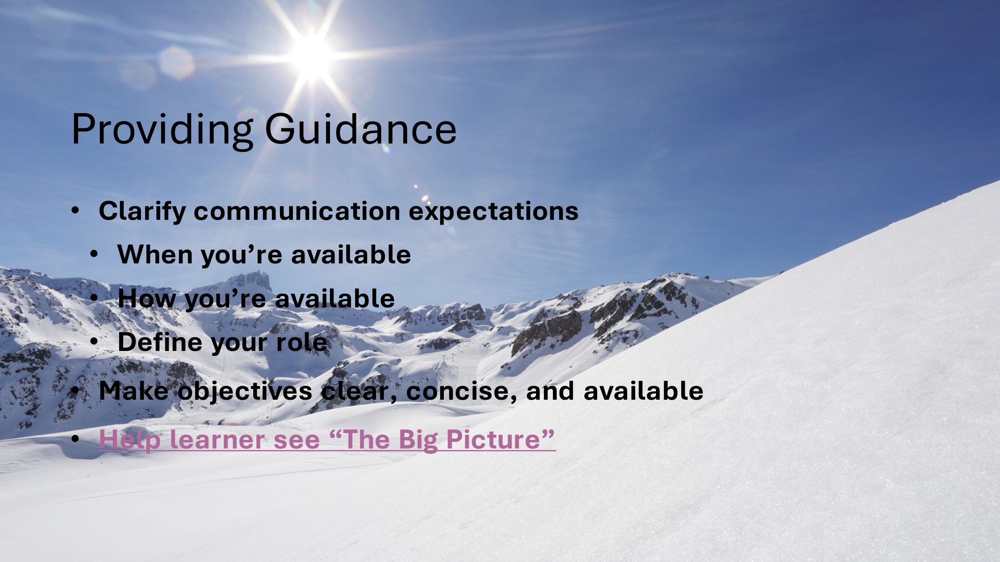 Providing Guidance
• Clarify communication expectations
• When you’re available
• How you’re available
• Define your role
• Make objectives clear, concise, and available
• Help learner see “The Big Picture”